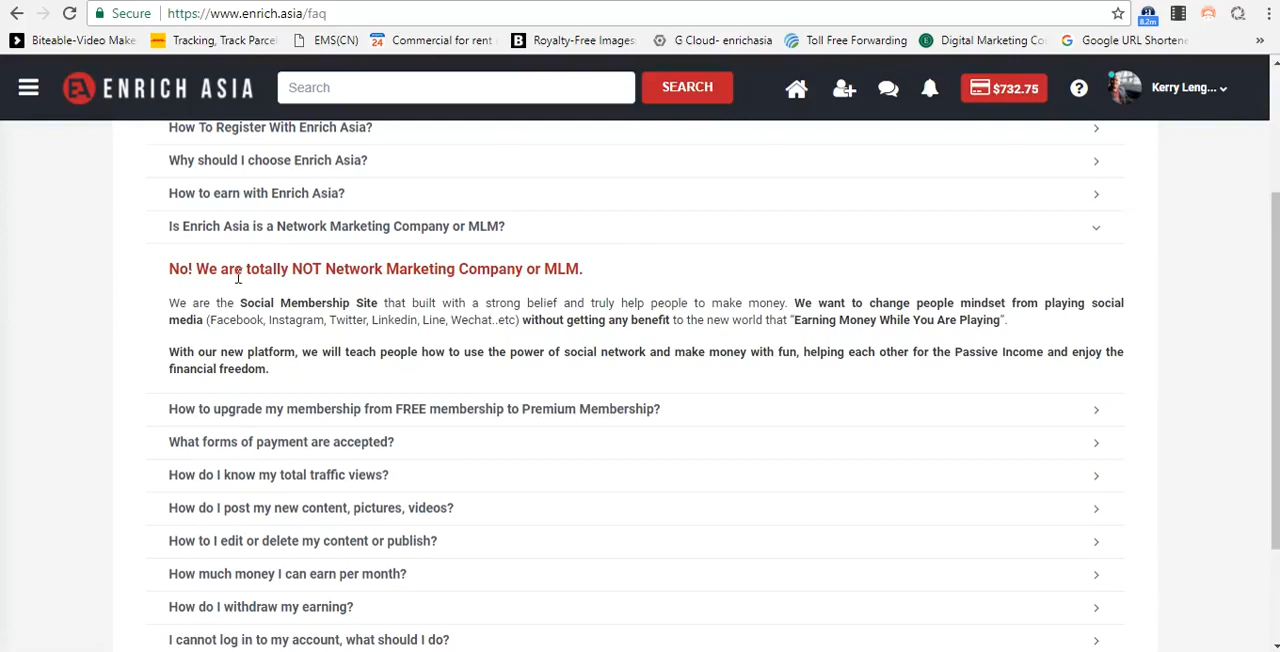 Secure https://www.enrich.asia/faq
8.2m
Biteable-Video Make Tracking, Track Parcel EMS(CN) 24 Commercial for rent B Royalty-Free Images G Cloud- enrichasia Toll Free Forwarding Digital Marketing Co Google URL Shortene »
EA ENRICH ASIA Search SEARCH $732.75 Kerry Leng...
How To Register With Enrich Asia?
Why should I choose Enrich Asia?
How to earn with Enrich Asia?
Is Enrich Asia is a Network Marketing Company or MLM?
No! We are totally NOT Network Marketing Company or MLM.
We are the Social Membership Site that built with a strong belief and truly help people to make money. We want to change people mindset from playing social
media (Facebook, Instagram, Twitter, Linkedin, Line, Wechat..etc) without getting any benefit to the new world that “Earning Money While You Are Playing”.
With our new platform, we will teach people how to use the power of social network and make money with fun, helping each other for the Passive Income and enjoy the
financial freedom.
How to upgrade my membership from FREE membership to Premium Membership?
What forms of payment are accepted?
How do I know my total traffic views?
How do I post my new content, pictures, videos?
How to I edit or delete my content or publish?
How much money I can earn per month?
How do I withdraw my earning?
I cannot log in to my account, what should I do?